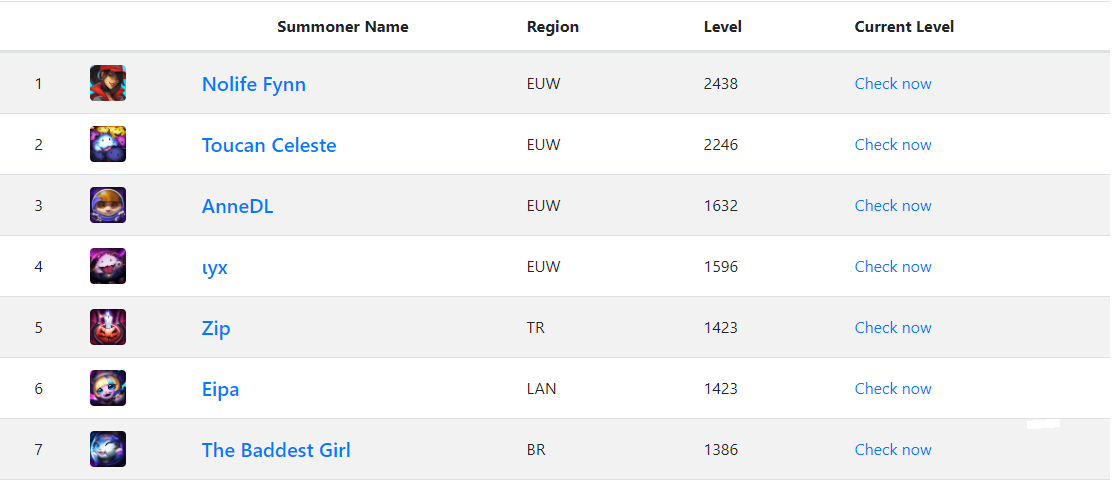 Summoner Name Region Level Current Level
1 Nolife Fynn EUW 2438 Check now
2 Toucan Celeste EUW 2246 Check now
3 AnneDL EUW 1632 Check now
4 ιyx EUW 1596 Check now
5 Zip TR 1423 Check now
6 Eipa LAN 1423 Check now
7 The Baddest Girl BR 1386 Check now